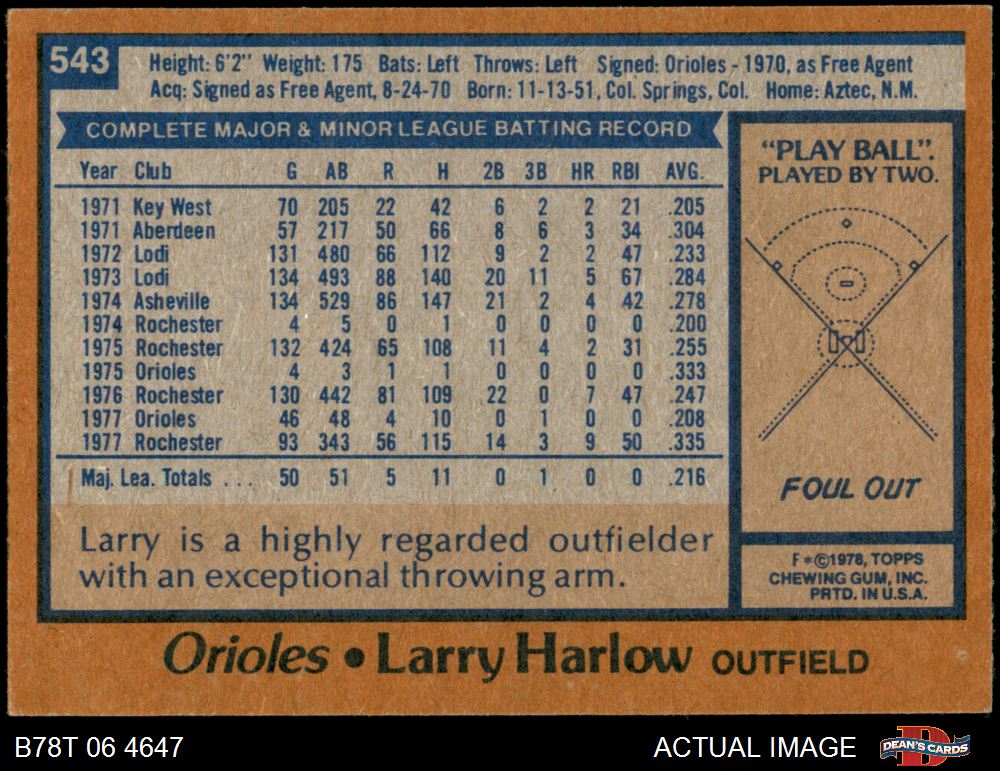 543
Height: 6'2" Weight: 175 Bats: Left Throws: Left Signed: Orioles - 1970, as Free Agent
Acq: Signed as Free Agent, 8-24-70 Born: 11-13-51, Col. Springs, Col. Home: Aztec, N.M.
COMPLETE MAJOR & MINOR LEAGUE BATTING RECORD
Year Club G AB R H 2B 3B HR RBI AVG.
1971 Key West 70 205 22 42 6 2 2 21 .205
1971 Aberdeen 57 217 50 66 8 6 3 34 .304
1972 Lodi 131 480 66 112 9 2 2 47 .233
1973 Lodi 134 493 88 140 20 11 5 67 .284
1974 Asheville 134 529 86 147 21 2 4 42 .278
1974 Rochester 4 5 0 1 0 0 0 0 .200
1975 Rochester 132 424 65 108 11 4 2 31 .255
1975 Orioles 4 3 1 1 0 0 0 0 .333
1976 Rochester 130 442 81 109 22 0 7 47 .247
1977 Orioles 46 48 4 10 0 1 0 0 .208
1977 Rochester 93 343 56 115 14 3 9 50 .335
Maj. Lea. Totals . . . 50 51 5 11 0 1 0 0 .216
Larry is a highly regarded outfielder
with an exceptional throwing arm.
"PLAY BALL".
PLAYED BY TWO.
FOUL OUT
F*©1978, TOPPS
CHEWING GUM, INC.
PRTD. IN U.S.A.
Orioles • Larry Harlow OUTFIELD
B78T 06 4647
ACTUAL IMAGE
DEAN'S CARDS